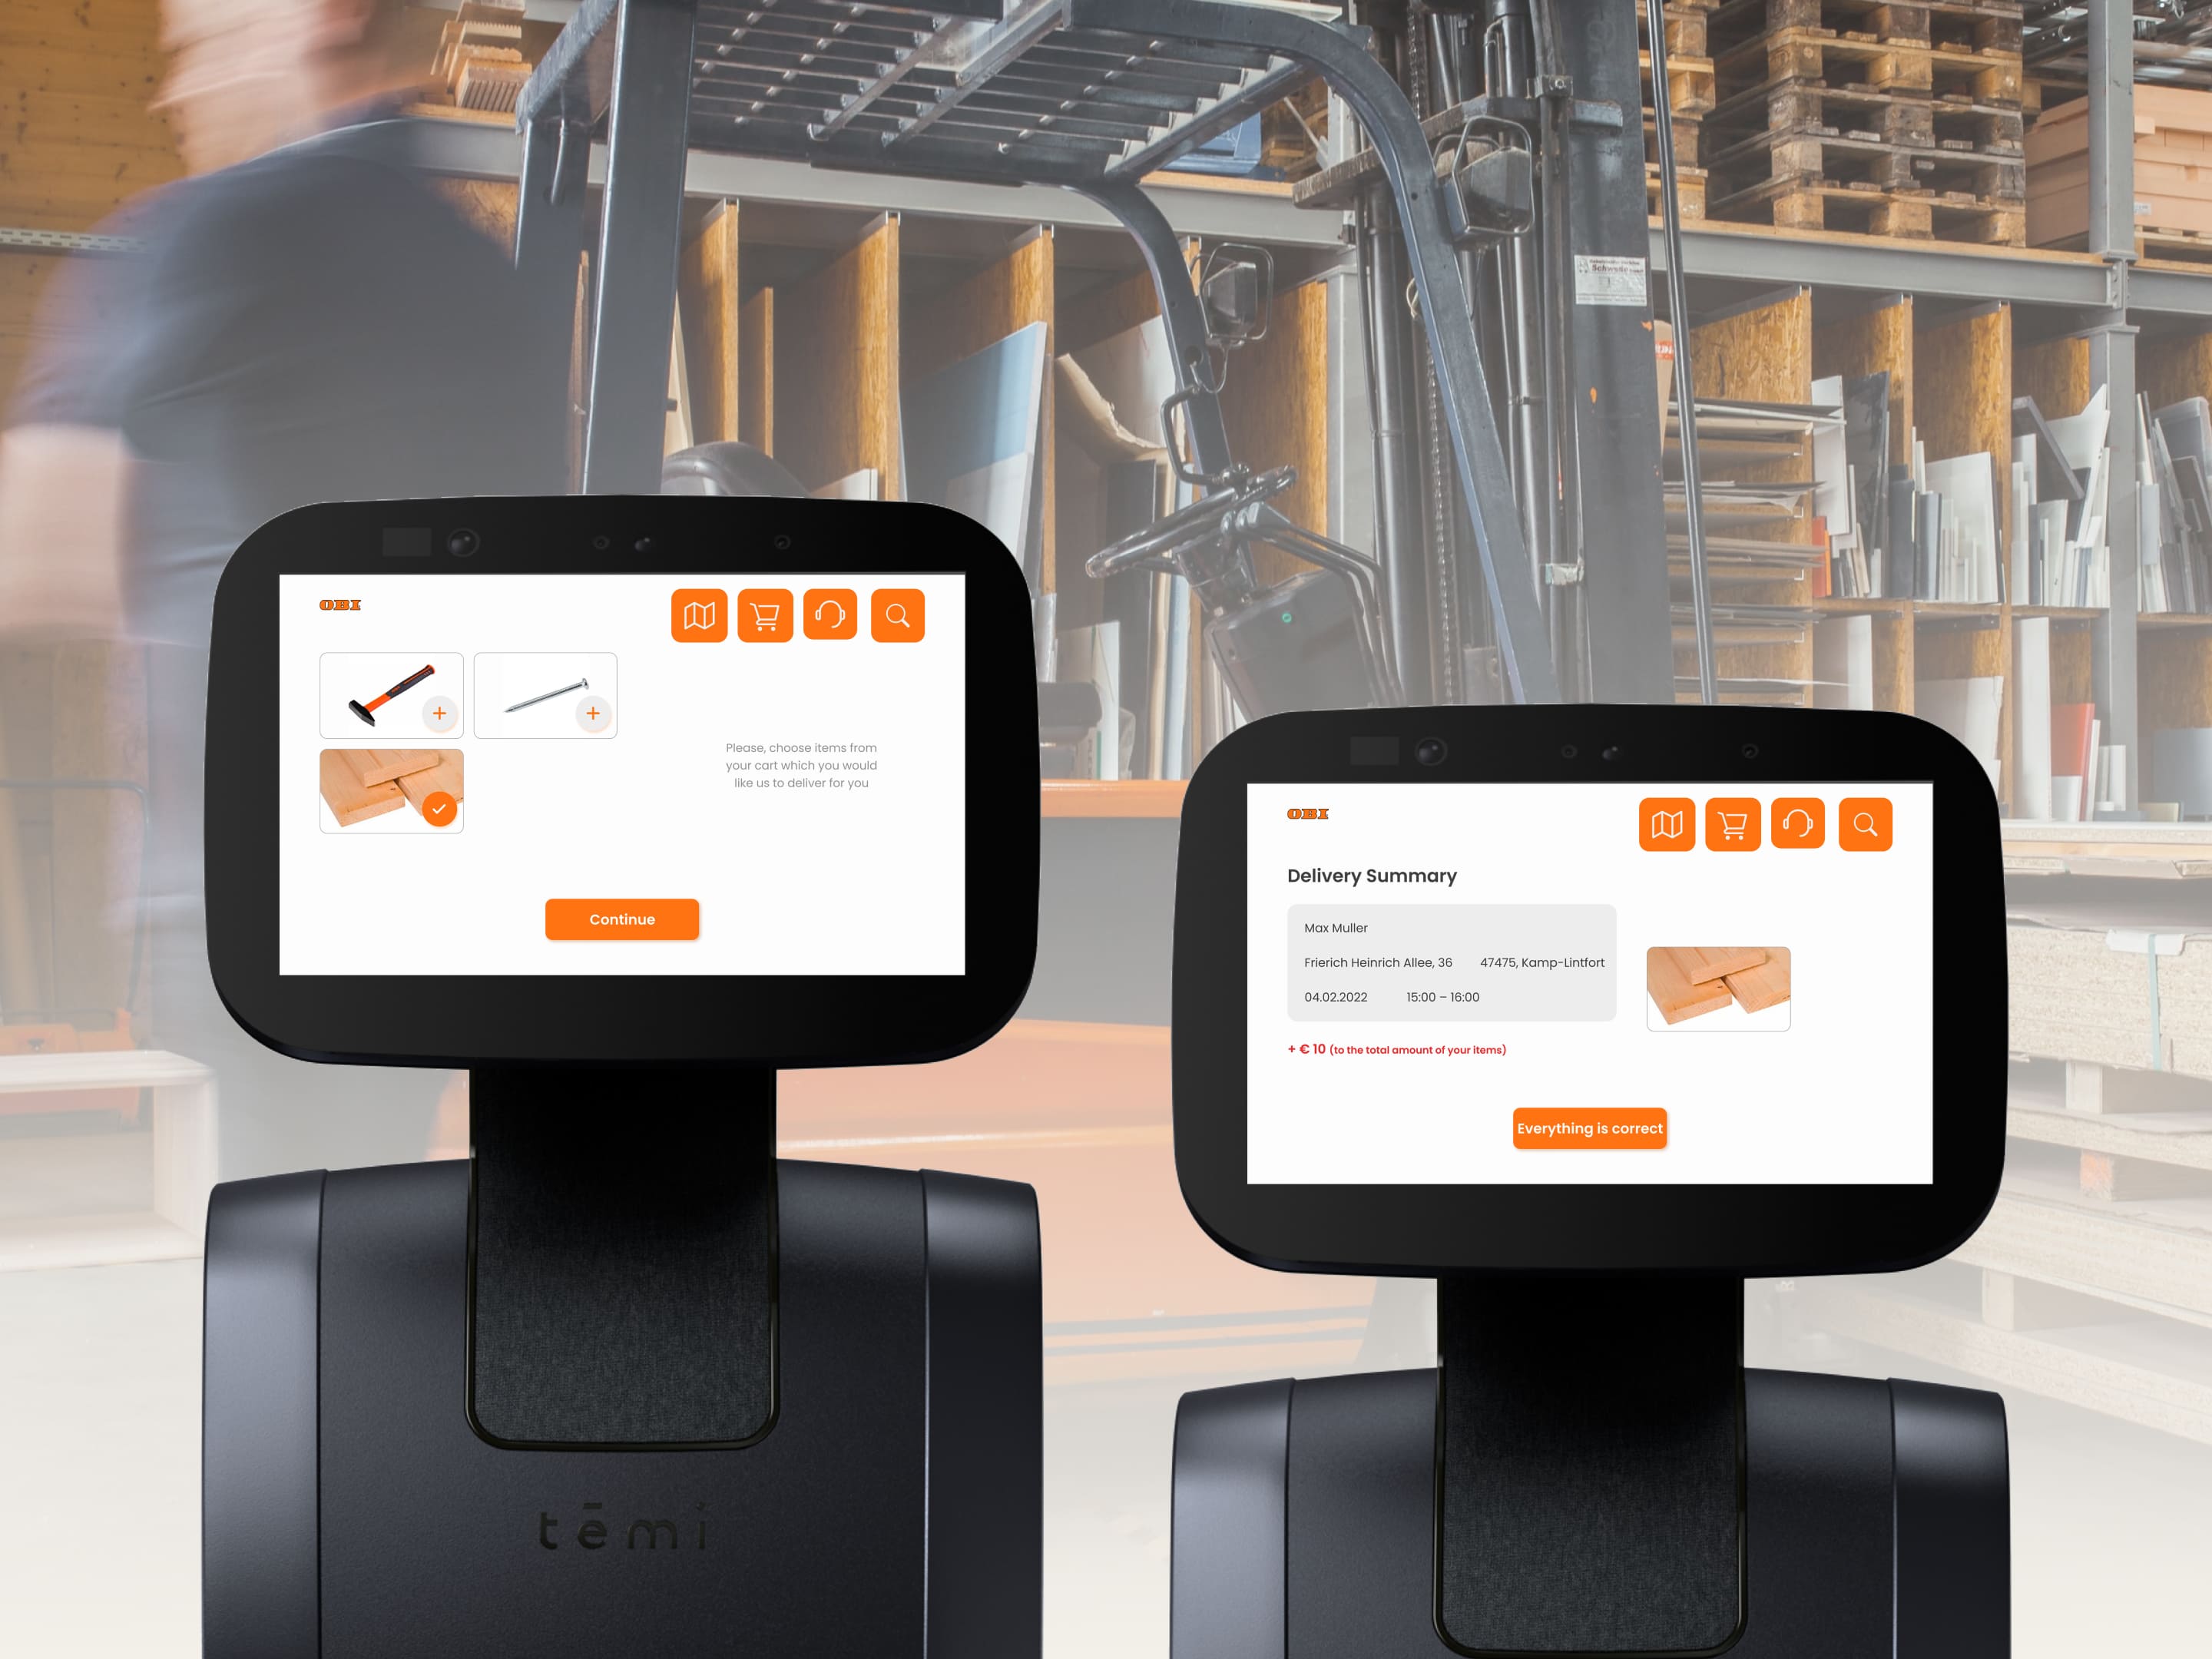 Schwelle
OBI
Please, choose items from
your cart which you would
like us to deliver for you
Continue
tēmi
OBI
Delivery Summary
Max Muller
Frierich Heinrich Allee, 36 47475, Kamp-Lintfort
04.02.2022 15:00 – 16:00
+ € 10 (to the total amount of your items)
Everything is correct